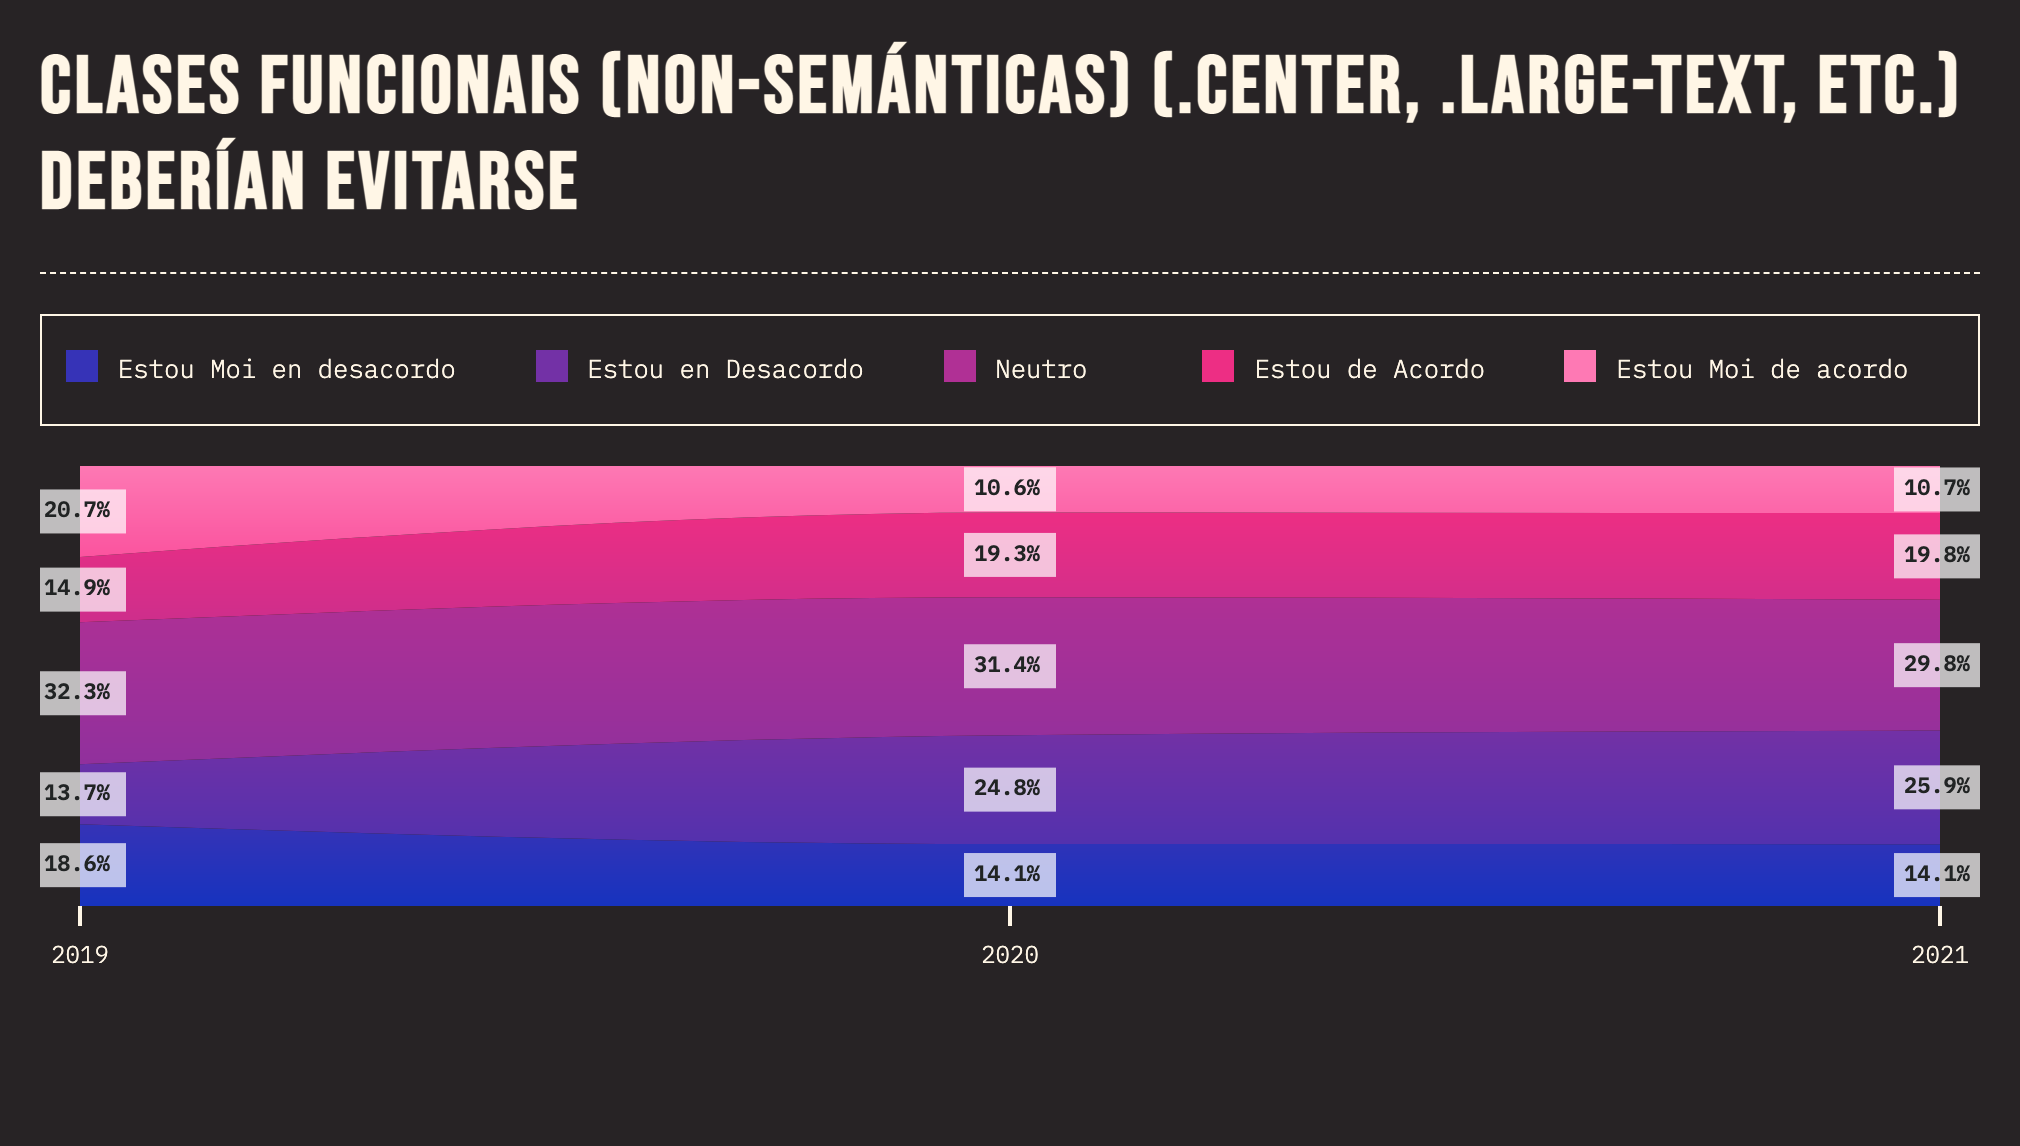 CLASES FUNCIONAIS (NON-SEMÁNTICAS) (.CENTER, .LARGE-TEXT, ETC.)
DEBERÍAN EVITARSE
Estou Moi en desacordo
Estou en Desacordo
Neutro
Estou de Acordo
Estou Moi de acordo
20.7%
14.9%
32.3%
13.7%
18.6%
10.6%
19.3%
31.4%
24.8%
14.1%
10.7%
19.8%
29.8%
25.9%
14.1%
2019
2020
2021